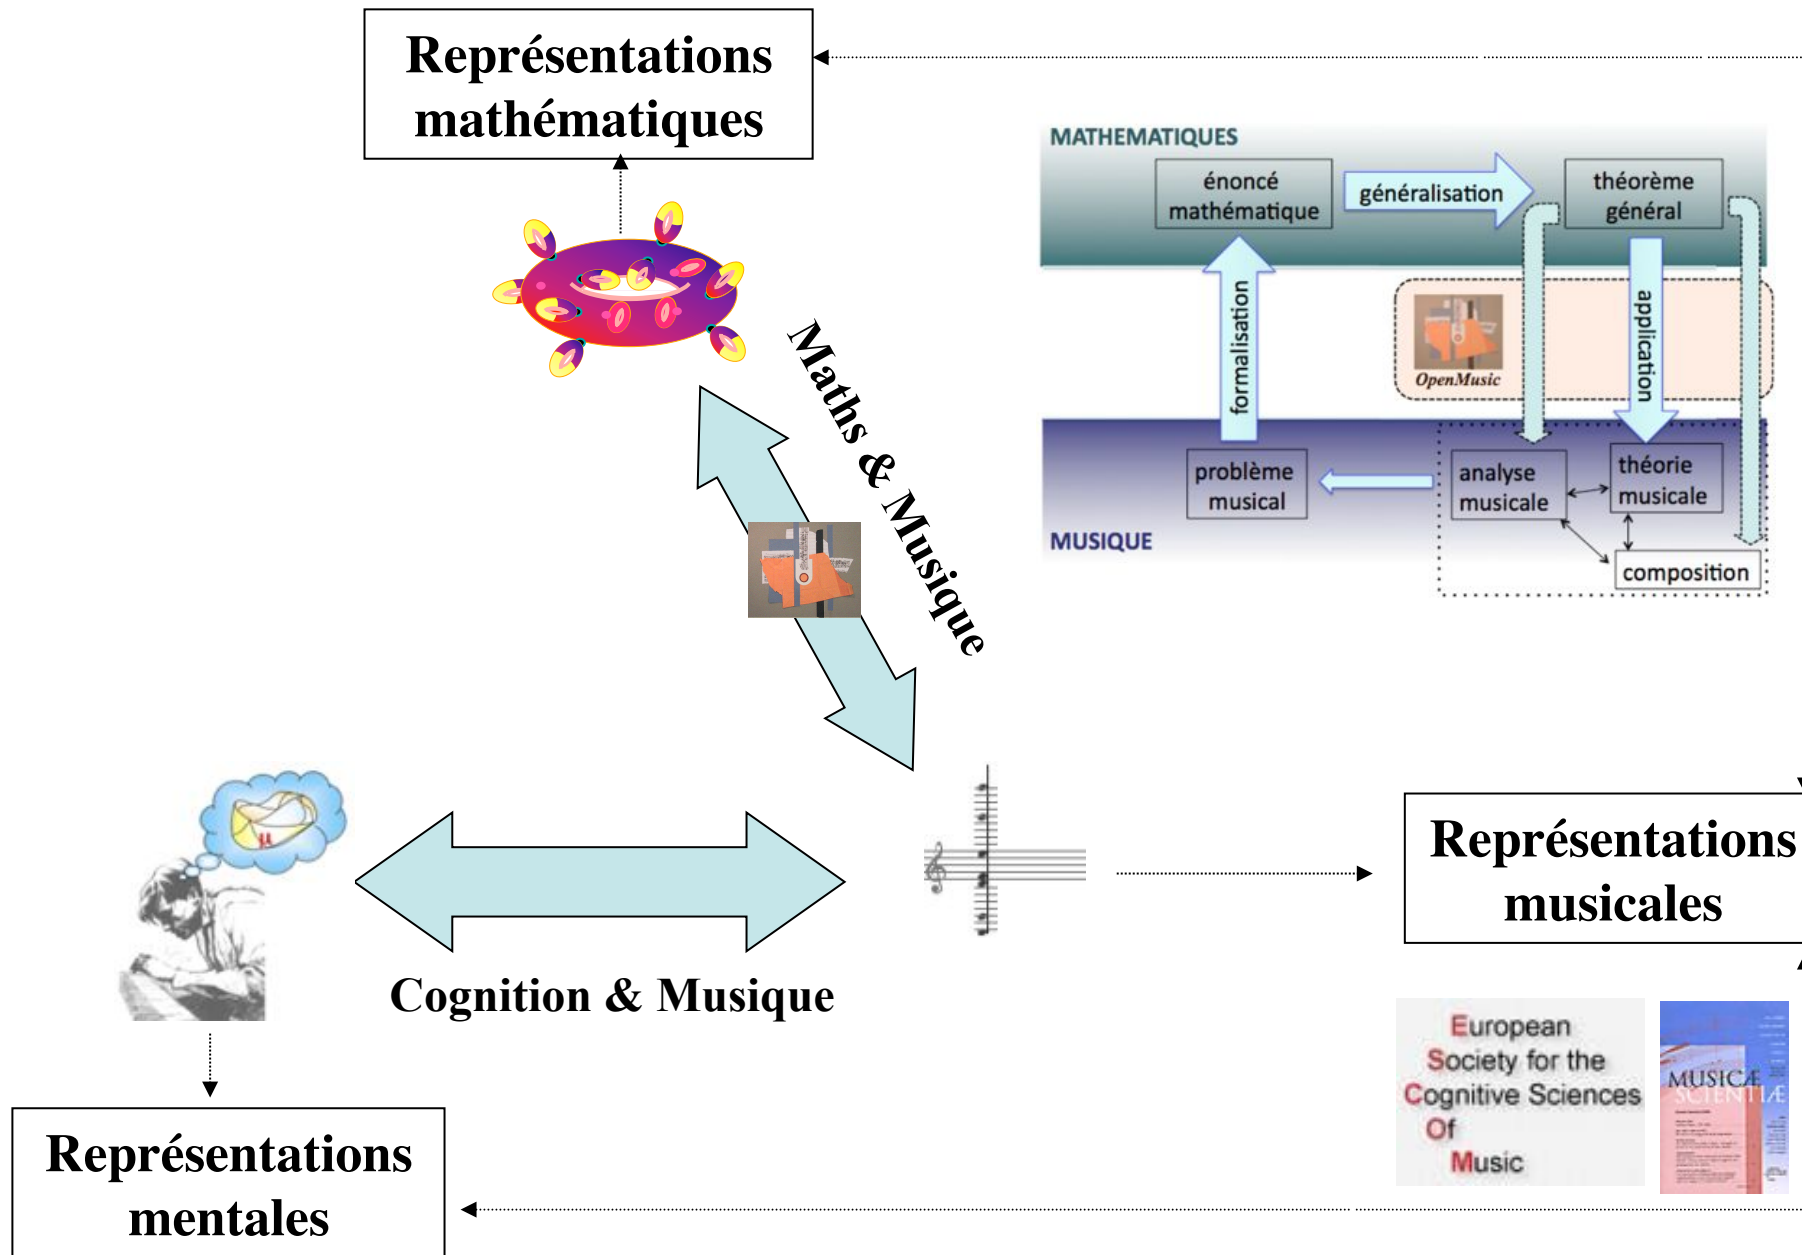 Représentations
mathématiques
MATHEMATIQUES
énoncé
mathématique
généralisation
théorème
général
formalisation
OpenMusic
application
Maths & Musique
problème
musical
analyse
musicale
théorie
musicale
composition
MUSIQUE
µ
Cognition & Musique
Représentations
musicales
European
Society for the
Cognitive Sciences
Of
Music
MUSICÆ
SCIENTIÆ
Représentations
mentales